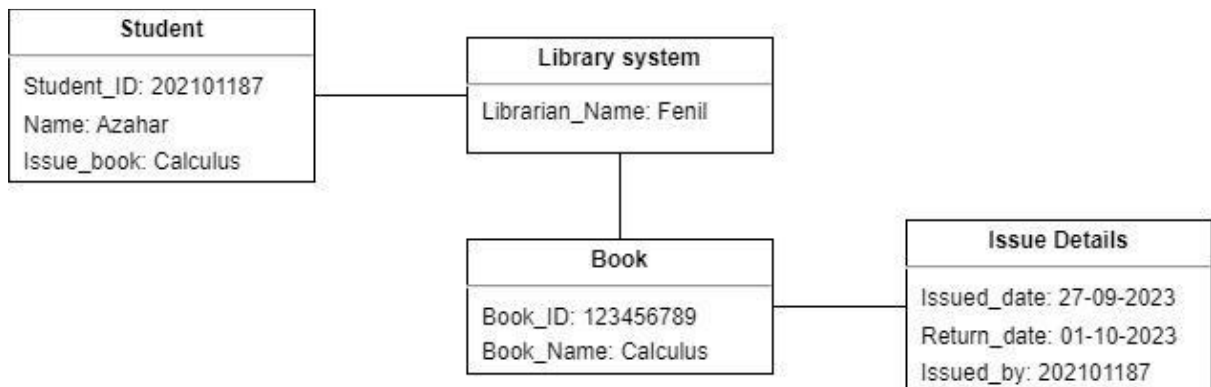 Student
Student_ID: 202101187
Name: Azahar
Issue_book: Calculus
Library system
Librarian_Name: Fenil
Book
Book_ID: 123456789
Book_Name: Calculus
Issue Details
Issued_date: 27-09-2023
Return_date: 01-10-2023
Issued_by: 202101187